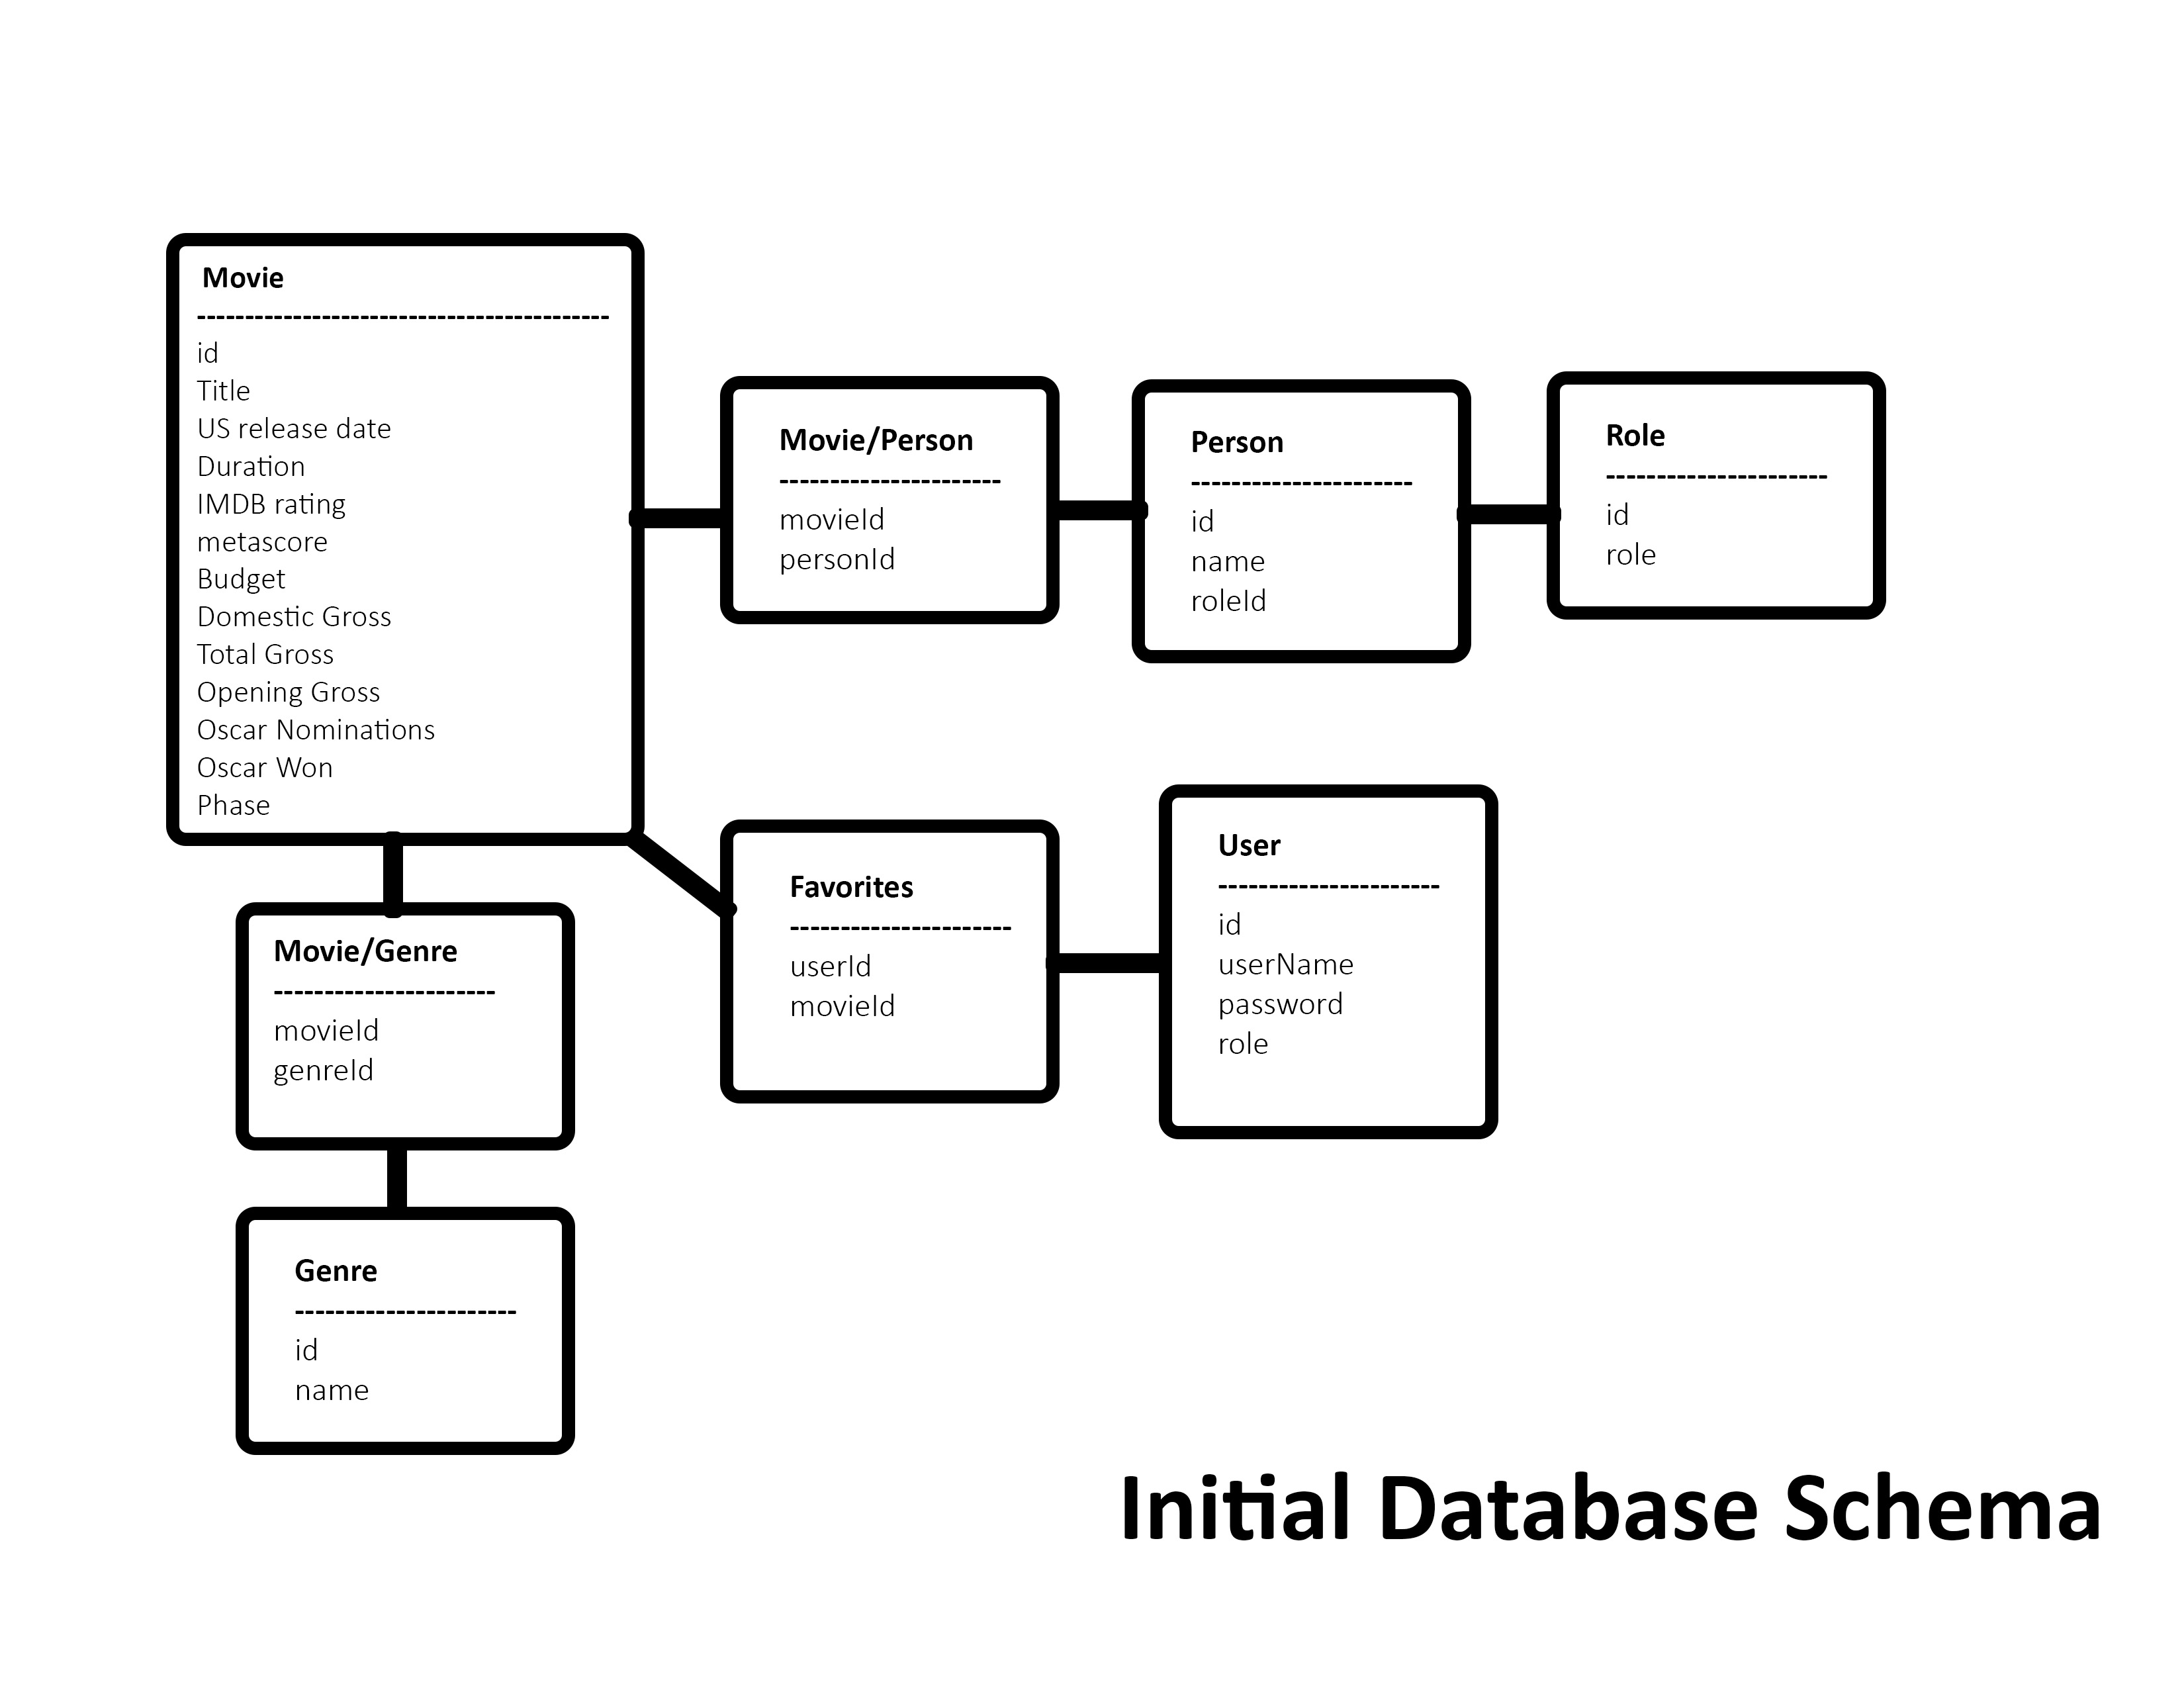 Movie
-------------------------------------------
id
Title
US release date
Duration
IMDB rating
metascore
Budget
Domestic Gross
Total Gross
Opening Gross
Oscar Nominations
Oscar Won
Phase
Movie/Person
----------------------
movieId
personId
Person
----------------------
id
name
roleId
Role
----------------------
id
role
Favorites
----------------------
userId
movieId
User
----------------------
id
userName
password
role
Movie/Genre
----------------------
movieId
genreId
Genre
----------------------
id
name
Initial Database Schema